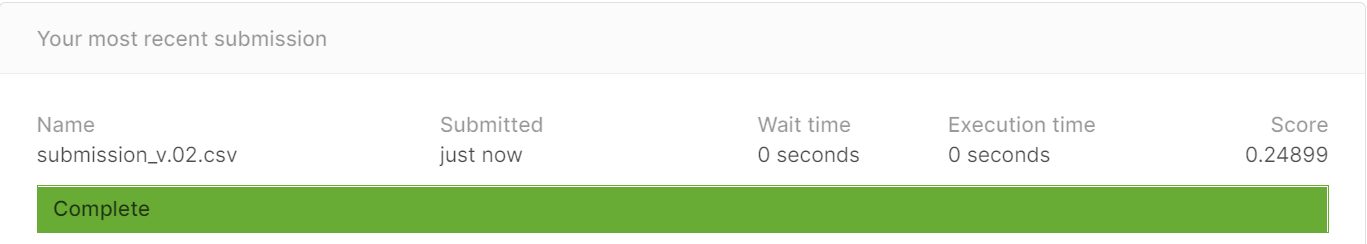 Your most recent submission
Name Submitted Wait time Execution time Score
submission_v.02.csv just now 0 seconds 0 seconds 0.24899
Complete